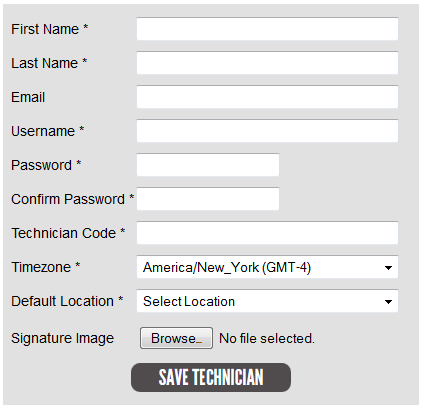 First Name *
Last Name *
Email
Username *
Password *
Confirm Password *
Technician Code *
Timezone * America/New_York (GMT-4)
Default Location * Select Location
Signature Image Browse_ No file selected.
SAVE TECHNICIAN